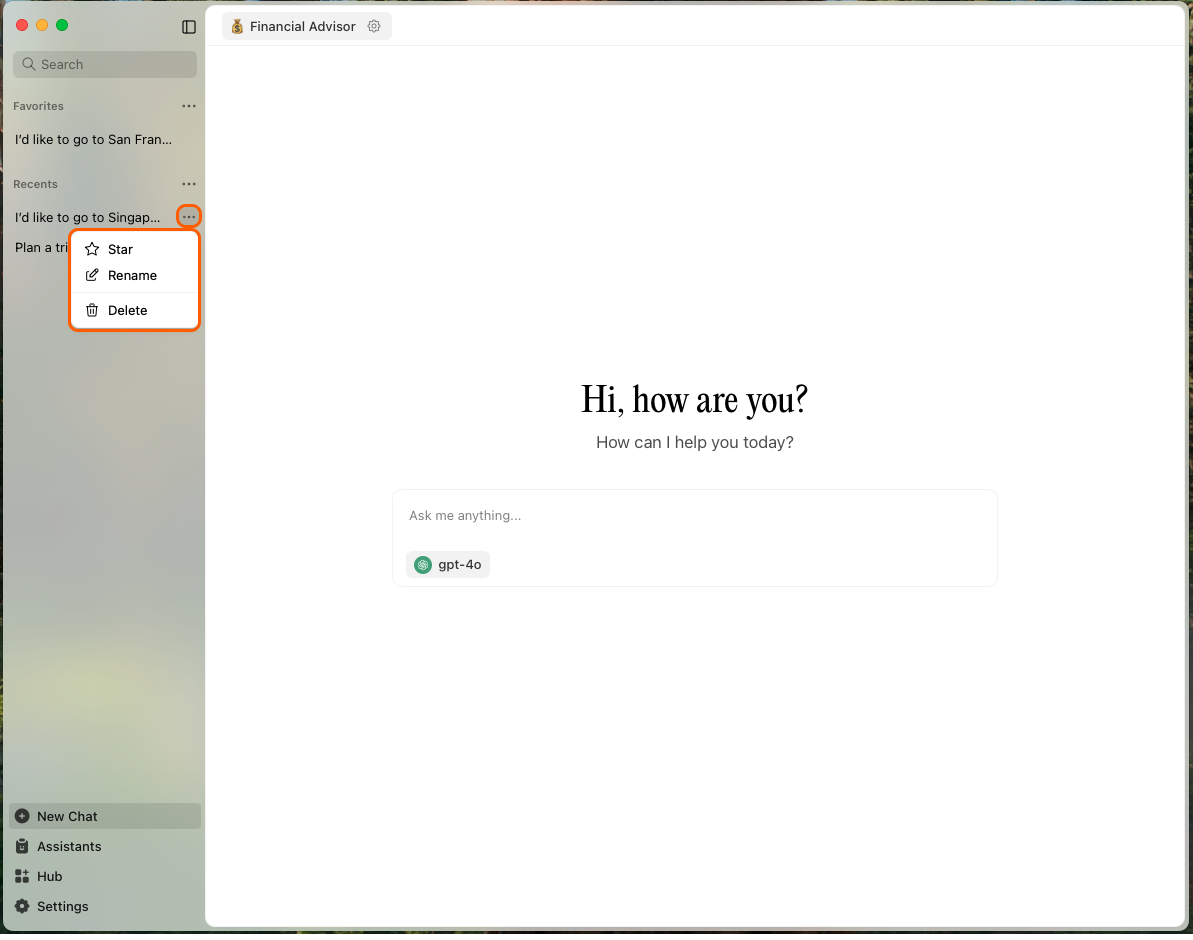 Financial Advisor
Search
Favorites
I'd like to go to San Fran...
Recents
I'd like to go to Singap...
Plan a tri
Star
Rename
Delete
Hi, how are you?
How can I help you today?
Ask me anything...
gpt-4o
New Chat
Assistants
Hub
Settings